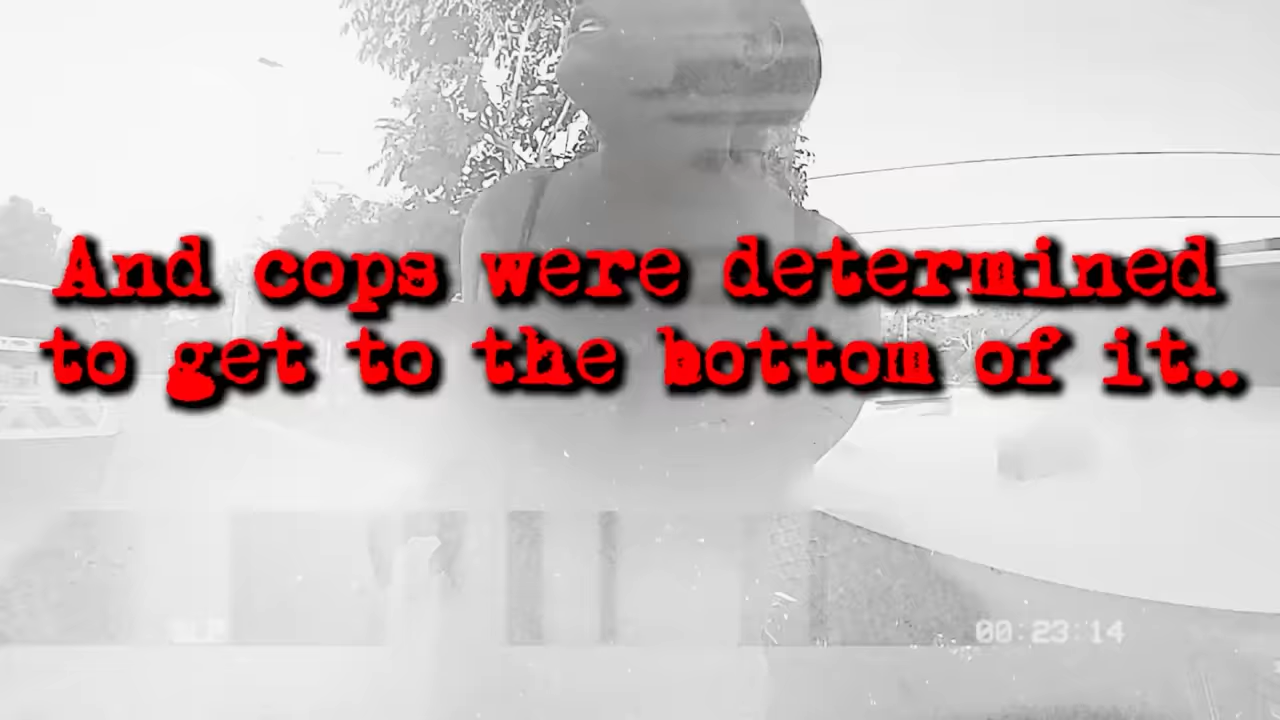 And cops were determined
to get to the bottom of it..
00:23:14